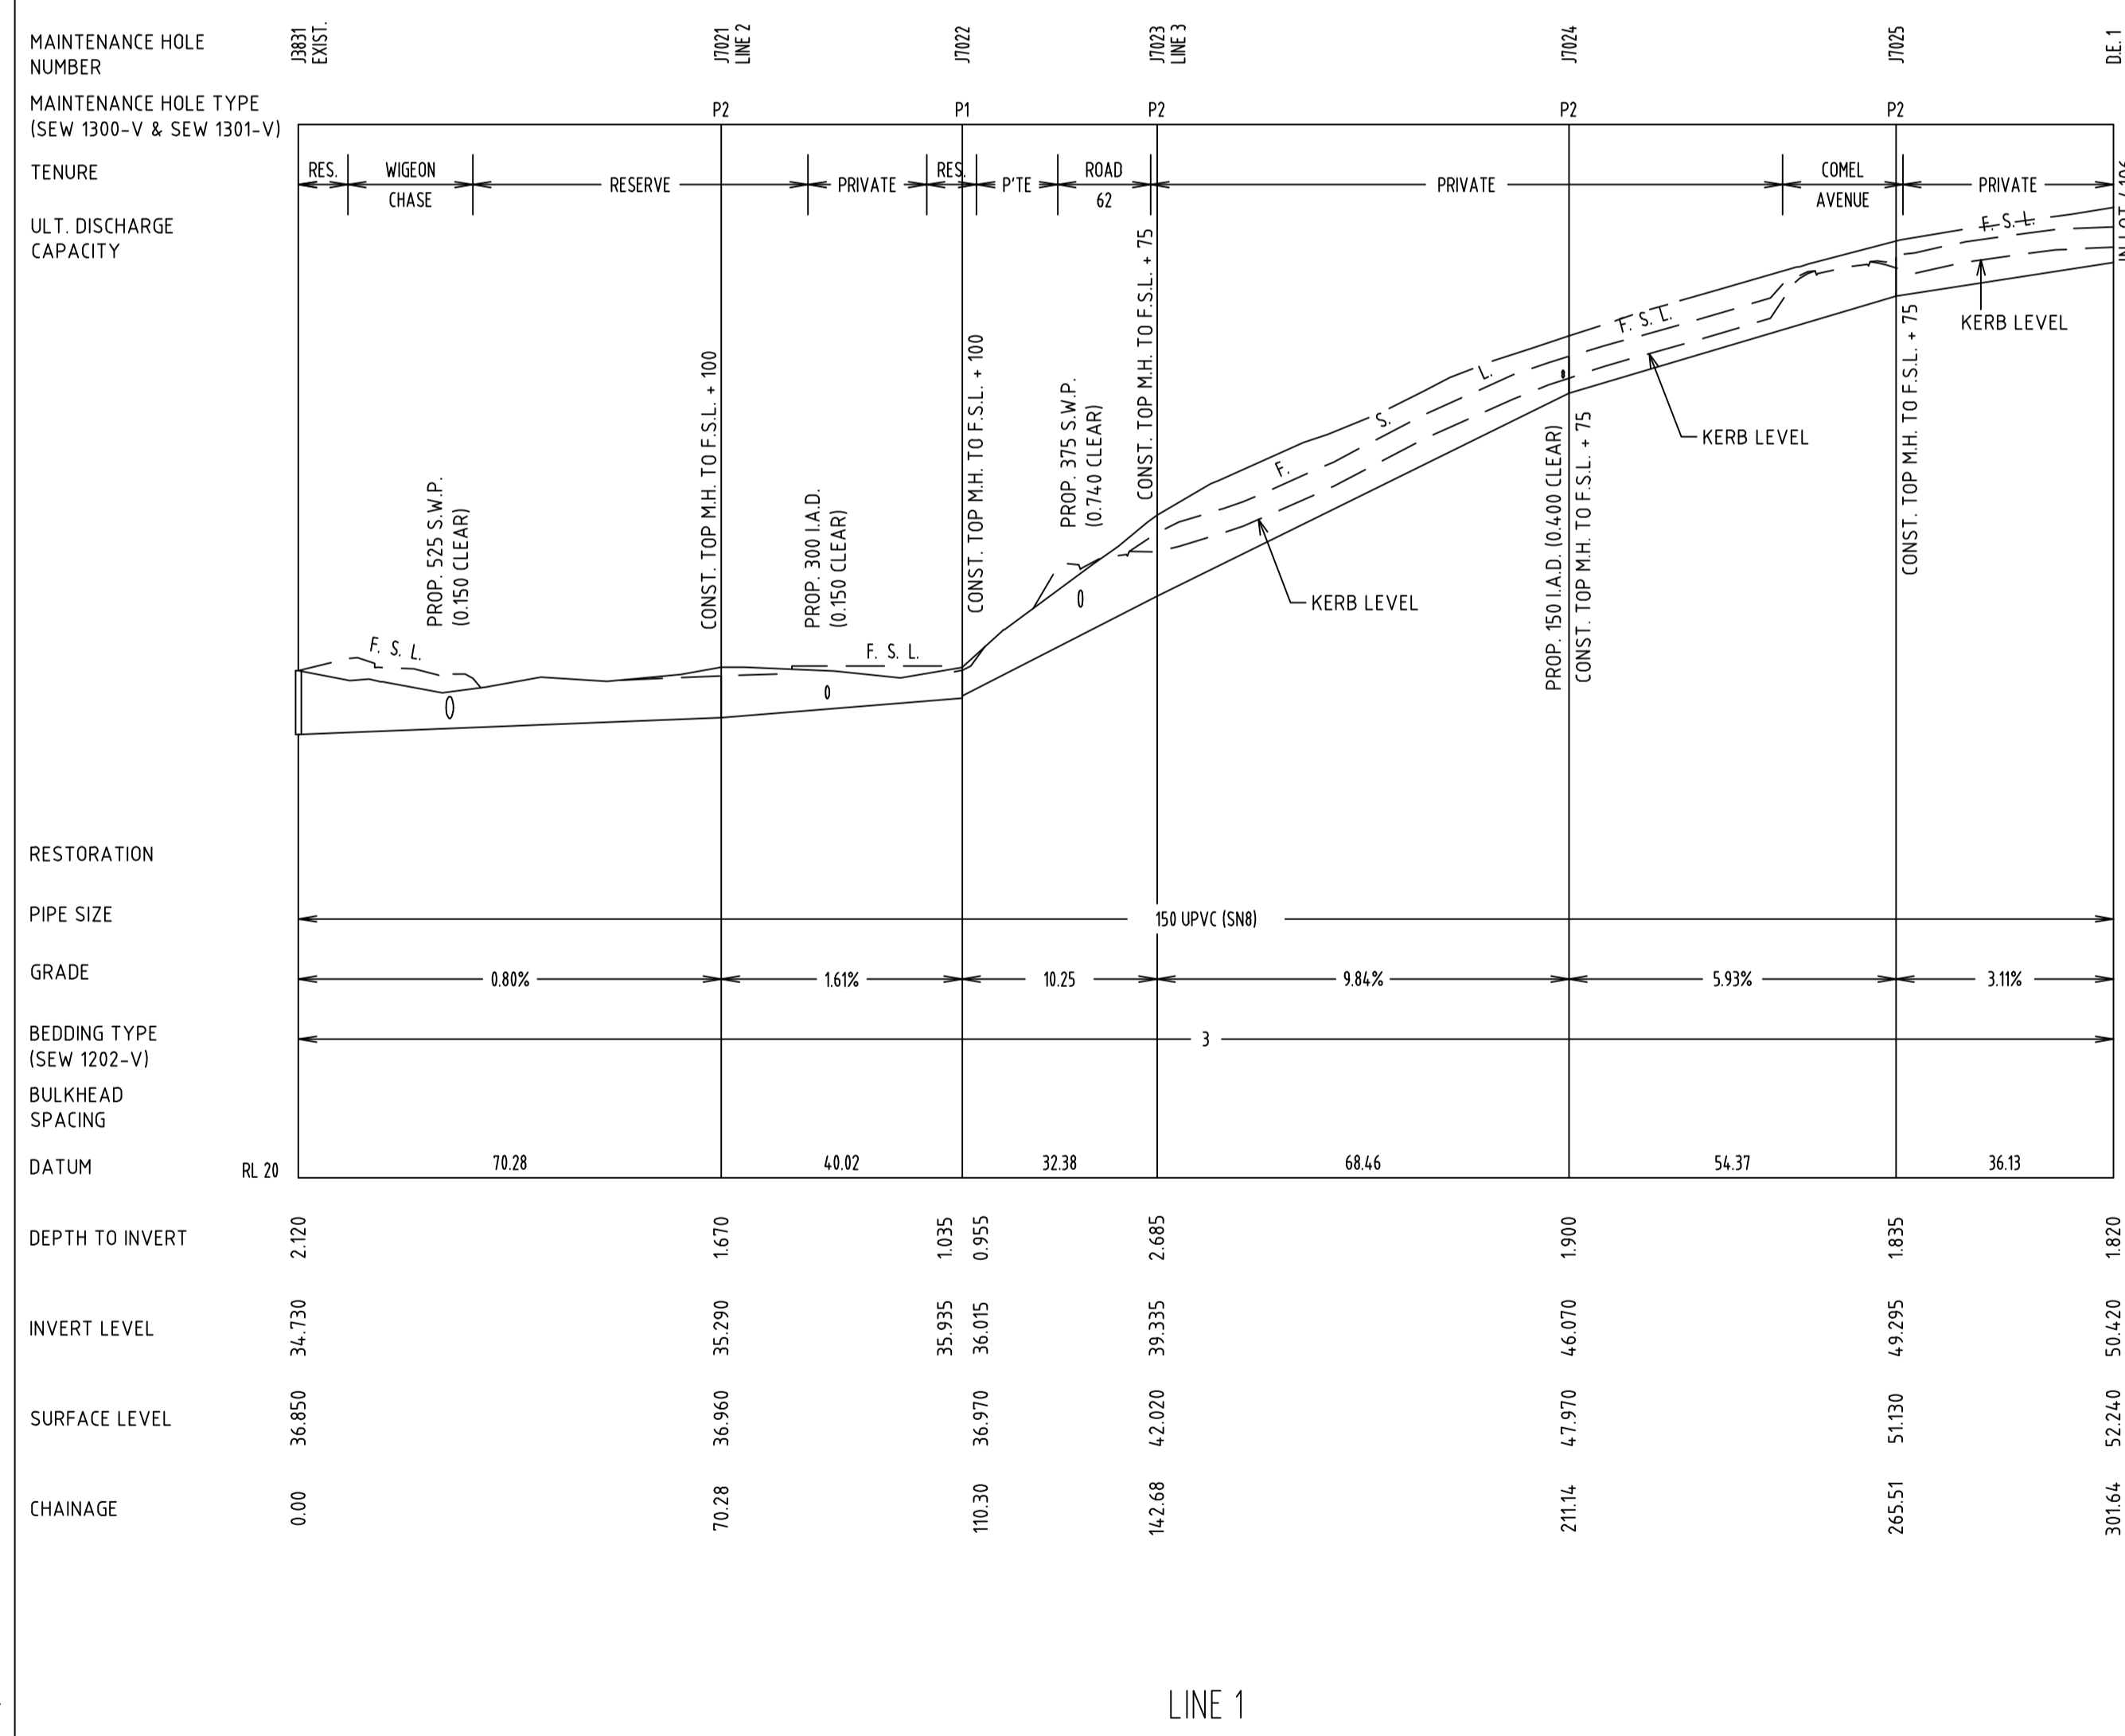 MAINTENANCE HOLE
NUMBER
J3831
EXIST.
J7021
LINE 2
J7022
J7023
LINE 3
J7024
J7025
D.E. 1
MAINTENANCE HOLE TYPE
(SEW 1300-V & SEW 1301-V)
P2
P1
P2
P2
P2
TENURE
RES.
WIGEON
CHASE
RESERVE
PRIVATE
RES.
P'TE
ROAD
62
PRIVATE
COMEL
AVENUE
PRIVATE
ULT. DISCHARGE
CAPACITY
F. S. L.
PROP. 525 S.W.P.
(0.150 CLEAR)
CONST. TOP M.H. TO F.S.L. + 100
PROP. 300 I.A.D.
(0.150 CLEAR)
F. S. L.
CONST. TOP M.H. TO F.S.L. + 100
PROP. 375 S.W.P.
(0.740 CLEAR)
CONST. TOP M.H. TO F.S.L. + 75
F. S. L.
KERB LEVEL
PROP. 150 I.A.D. (0.400 CLEAR)
CONST. TOP M.H. TO F.S.L. + 75
F. S. L.
KERB LEVEL
CONST. TOP M.H. TO F.S.L. + 75
F. S. L.
KERB LEVEL
RESTORATION
PIPE SIZE
150 UPVC (SN8)
GRADE
0.80%
1.61%
10.25
9.84%
5.93%
3.11%
BEDDING TYPE
(SEW 1202-V)
3
BULKHEAD
SPACING
DATUM
RL 20
70.28
40.02
32.38
68.46
54.37
36.13
DEPTH TO INVERT
2.120
1.670
1.035
0.955
2.685
1.900
1.835
1.820
INVERT LEVEL
34.730
35.290
35.935
36.015
39.335
46.070
49.295
50.420
SURFACE LEVEL
36.850
36.960
36.970
42.020
47.970
51.130
52.240
CHAINAGE
0.00
70.28
110.30
142.68
211.14
265.51
301.64
LINE 1